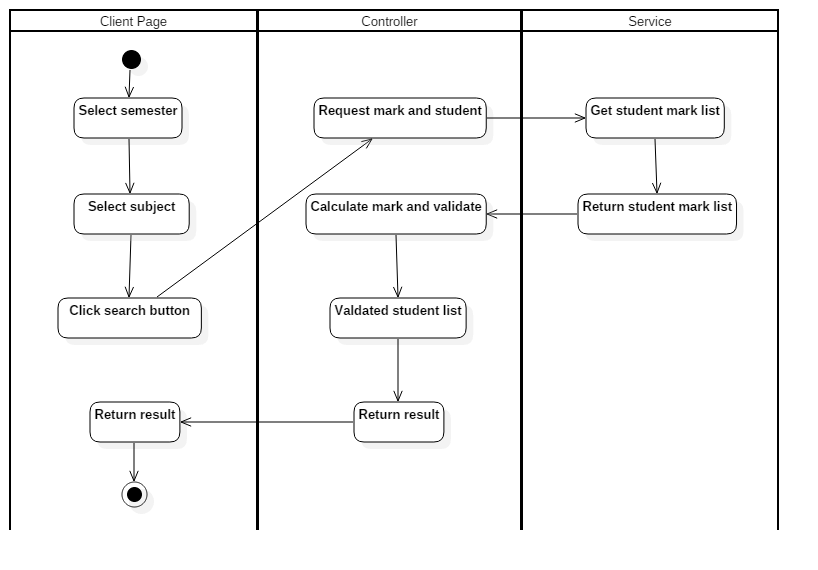 Client Page
Controller
Service
Select semester
Request mark and student
Get student mark list
Select subject
Calculate mark and validate
Return student mark list
Click search button
Valdated student list
Return result
Return result